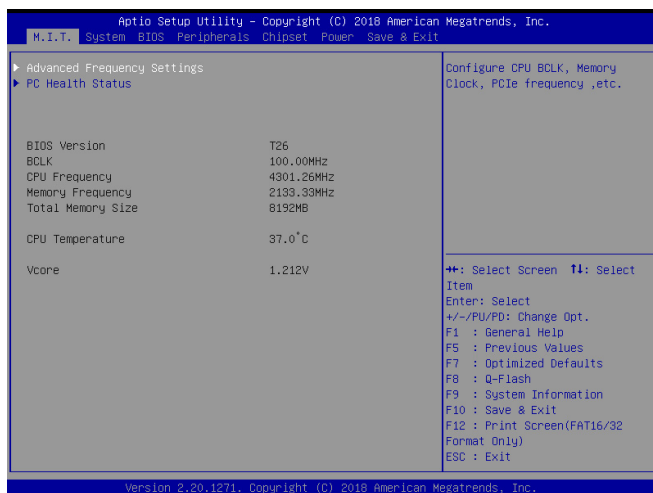 Aptio Setup Utility – Copyright (C) 2018 American Megatrends, Inc.
M.I.T. System BIOS Peripherals Chipset Power Save & Exit
Advanced Frequency Settings
PC Health Status
BIOS Version T26
BCLK 100.00MHz
CPU Frequency 4301.26MHz
Memory Frequency 2133.33MHz
Total Memory Size 8192MB
CPU Temperature 37.0°C
Vcore 1.212V
Configure CPU BCLK, Memory
Clock, PCIe frequency ,etc.
→←: Select Screen ↑↓: Select
Item
Enter: Select
+/-/PU/PD: Change Opt.
F1 : General Help
F5 : Previous Values
F7 : Optimized Defaults
F8 : Q-Flash
F9 : System Information
F10 : Save & Exit
F12 : Print Screen(FAT16/32
Format Only)
ESC : Exit
Version 2.20.1271. Copyright (C) 2018 American Megatrends, Inc.